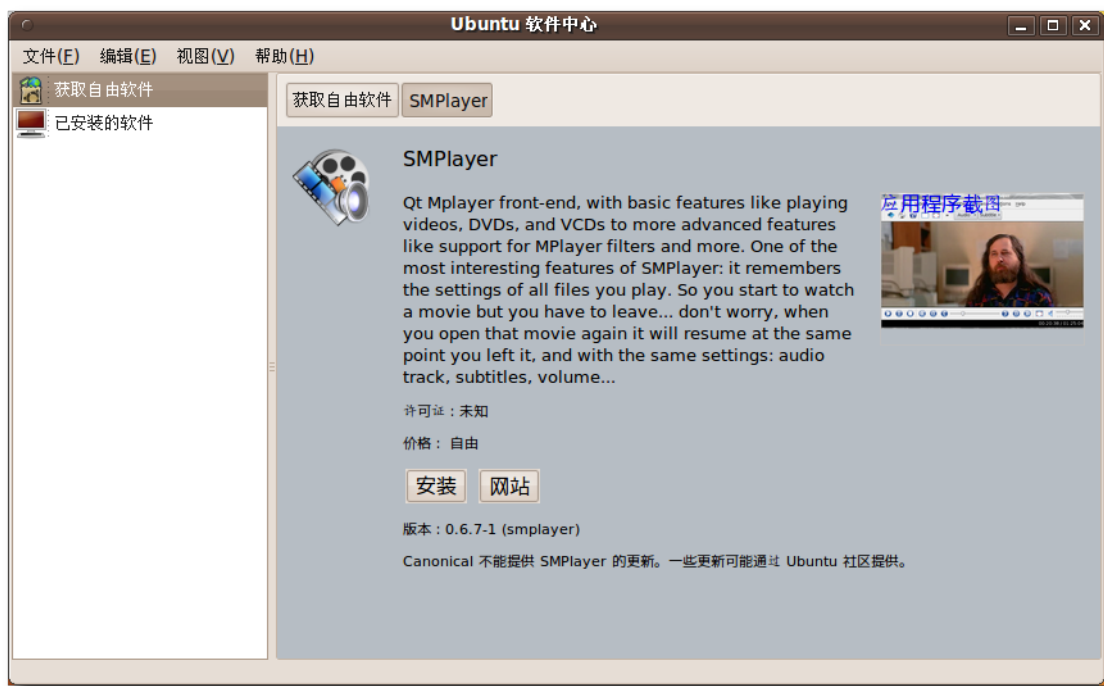 Ubuntu 软件中心
文件(F) 编辑(E) 视图(V) 帮助(H)
获取自由软件
已安装的软件
获取自由软件 SMPlayer
SMPlayer
Qt Mplayer front-end, with basic features like playing
videos, DVDs, and VCDs to more advanced features
like support for MPlayer filters and more. One of the
most interesting features of SMPlayer: it remembers
the settings of all files you play. So you start to watch
a movie but you have to leave... don't worry, when
you open that movie again it will resume at the same
point you left it, and with the same settings: audio
track, subtitles, volume...
应用程序截图
许可证：未知
价格： 自由
安装 网站
版本：0.6.7-1 (smplayer)
Canonical 不能提供 SMPlayer 的更新。一些更新可能通过 Ubuntu 社区提供。